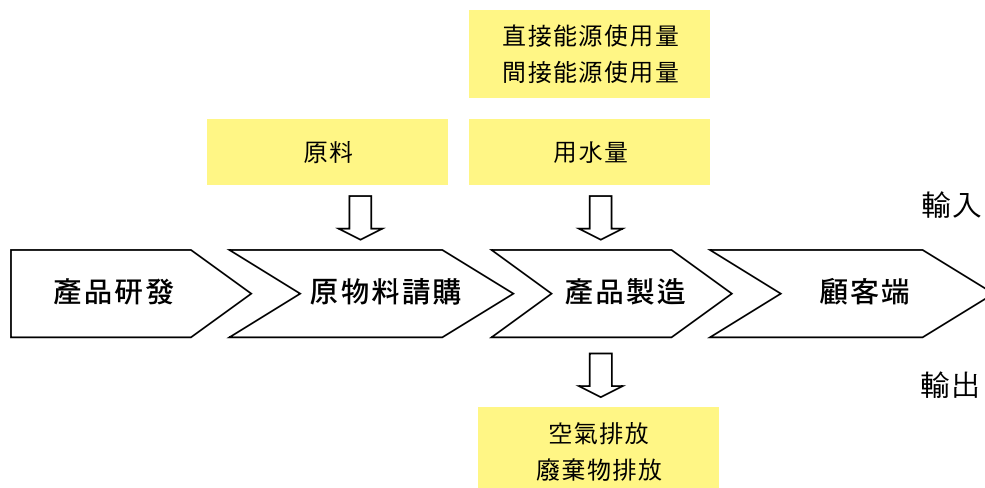 直接能源使用量
間接能源使用量
原料
用水量
輸入
產品研發
原物料請購
產品製造
顧客端
輸出
空氣排放
廢棄物排放